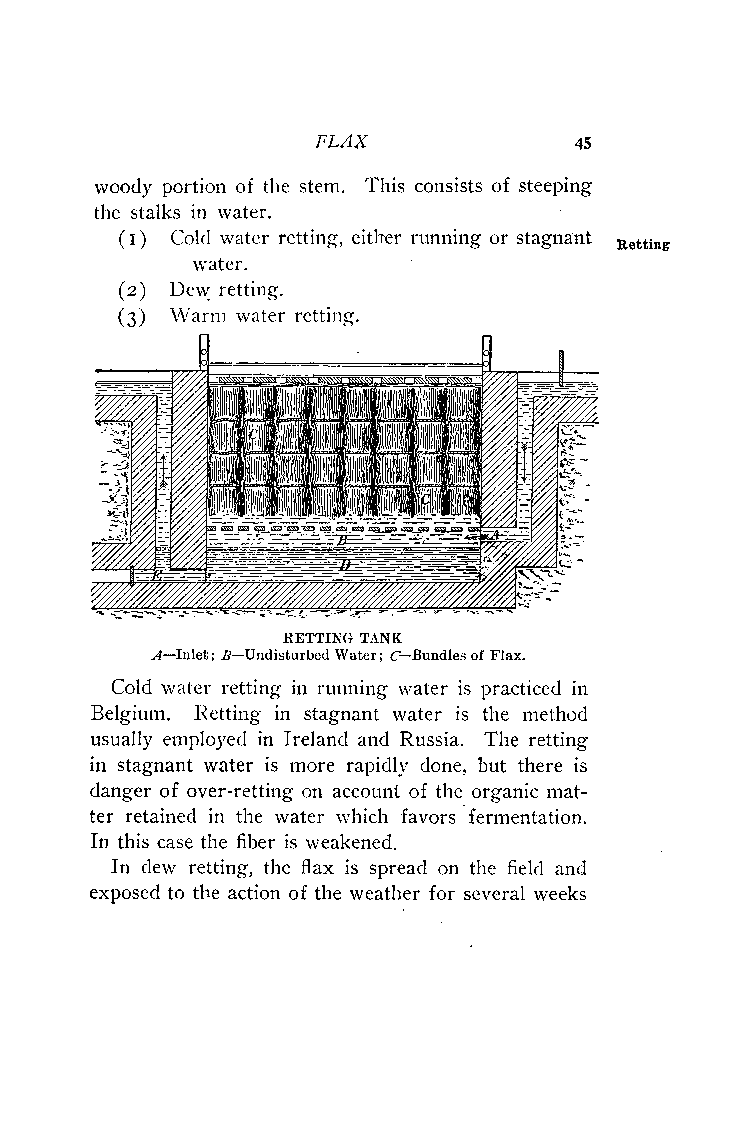 FLAX 45
woody portion of the stem. This consists of steeping
the stalks in water.
(1) Cold water retting, either running or stagnant
water.
Retting
(2) Dew retting.
(3) Warm water retting.
C
C
A
B
D
E
RETTING TANK
A—Inlet; B—Undisturbed Water; C—Bundles of Flax.
Cold water retting in running water is practiced in
Belgium. Retting in stagnant water is the method
usually employed in Ireland and Russia. The retting
in stagnant water is more rapidly done, but there is
danger of over-retting on account of the organic mat-
ter retained in the water which favors fermentation.
In this case the fiber is weakened.
In dew retting, the flax is spread on the field and
exposed to the action of the weather for several weeks